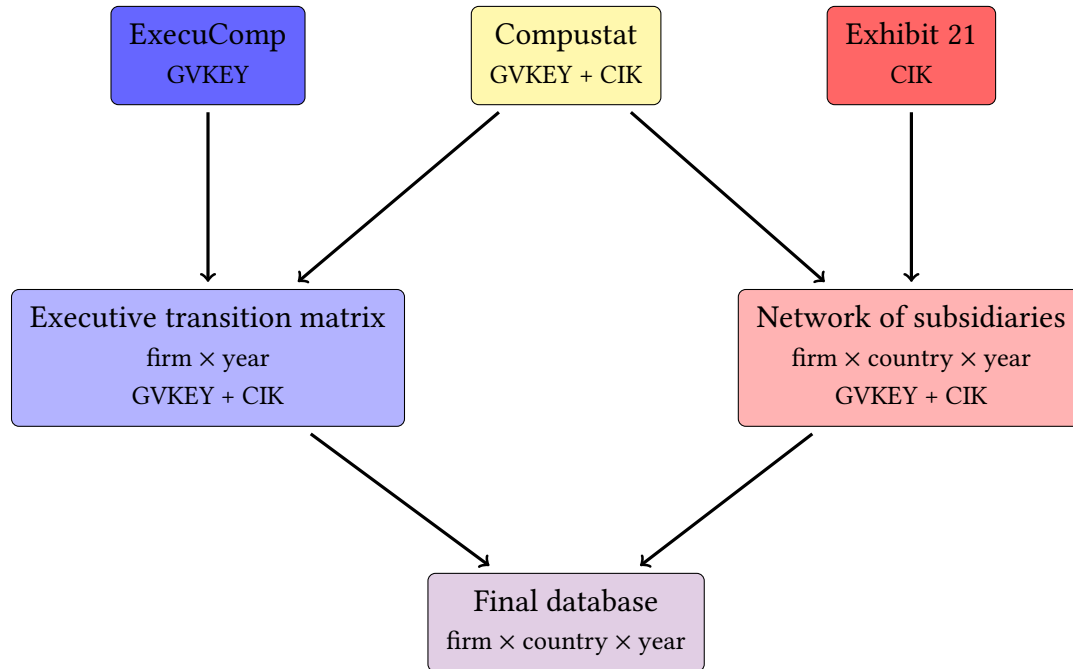 ExecuComp
GVKEY
Compustat
GVKEY + CIK
Exhibit 21
CIK
Executive transition matrix
firm × year
GVKEY + CIK
Network of subsidiaries
firm × country × year
GVKEY + CIK
Final database
firm × country × year